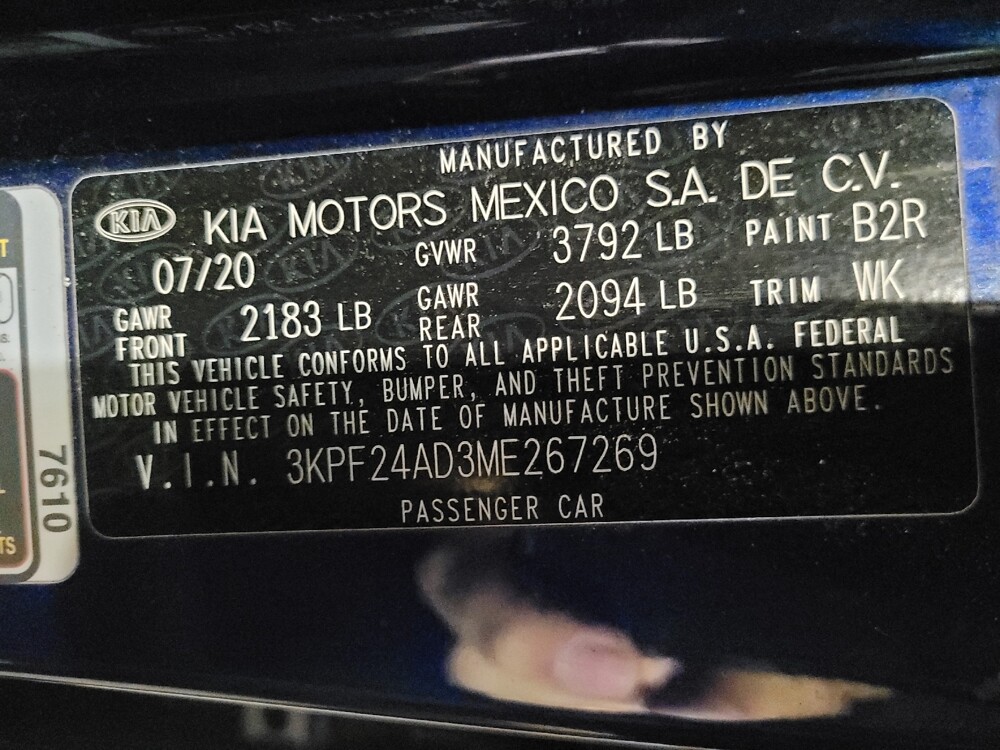 MANUFACTURED BY
KIA KIA MOTORS MEXICO S.A. DE C.V.
07/20 GVWR 3792 LB PAINT B2R
GAWR FRONT 2183 LB GAWR REAR 2094 LB TRIM WK
THIS VEHICLE CONFORMS TO ALL APPLICABLE U.S.A. FEDERAL
MOTOR VEHICLE SAFETY, BUMPER, AND THEFT PREVENTION STANDARDS
IN EFFECT ON THE DATE OF MANUFACTURE SHOWN ABOVE.
V.I.N. 3KPF24AD3ME267269
PASSENGER CAR
7610